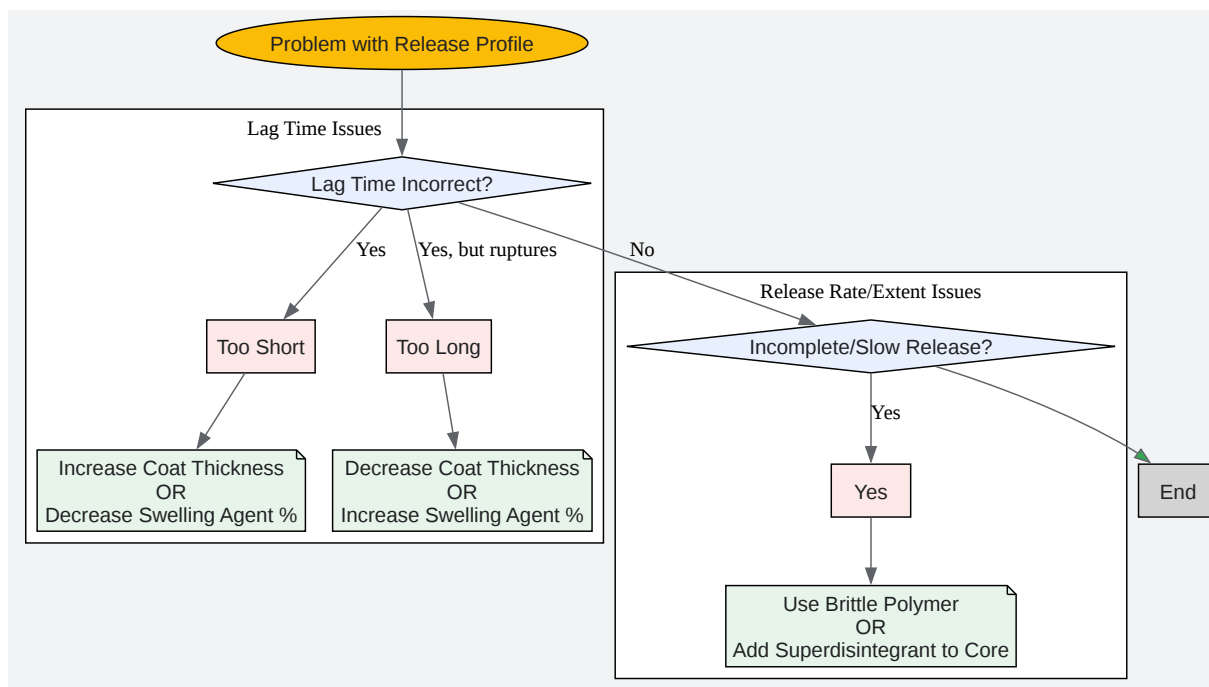 Problem with Release Profile
Lag Time Issues
Lag Time Incorrect?
Yes
Yes, but ruptures
No
Too Short
Too Long
Increase Coat Thickness
OR
Decrease Swelling Agent %
Decrease Coat Thickness
OR
Increase Swelling Agent %
Release Rate/Extent Issues
Incomplete/Slow Release?
Yes
Yes
End
Use Brittle Polymer
OR
Add Superdisintegrant to Core